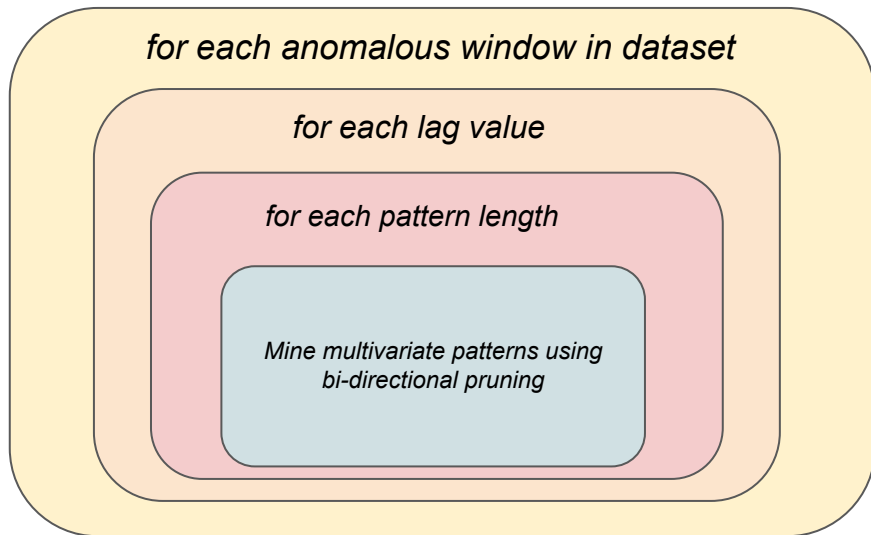 for each anomalous window in dataset
for each lag value
for each pattern length
Mine multivariate patterns using
bi-directional pruning